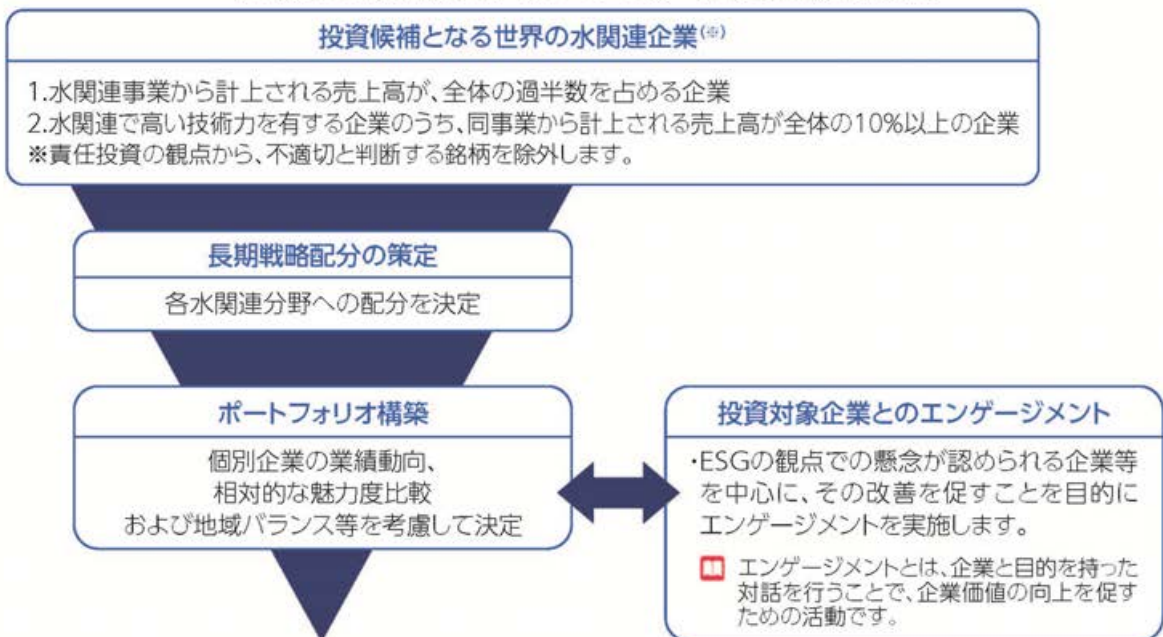 投資候補となる世界の水関連企業(※)
1.水関連事業から計上される売上高が、全体の過半数を占める企業
2.水関連で高い技術力を有する企業のうち、同事業から計上される売上高が全体の10%以上の企業
※責任投資の観点から、不適切と判断する銘柄を除外します。
長期戦略配分の策定
各水関連分野への配分を決定
ポートフォリオ構築
個別企業の業績動向、
相対的な魅力度比較
および地域バランス等を考慮して決定
投資対象企業とのエンゲージメント
・ESGの観点での懸念が認められる企業等
を中心に、その改善を促すことを目的に
エンゲージメントを実施します。
エンゲージメントとは、企業と目的を持った
対話を行うことで、企業価値の向上を促す
ための活動です。